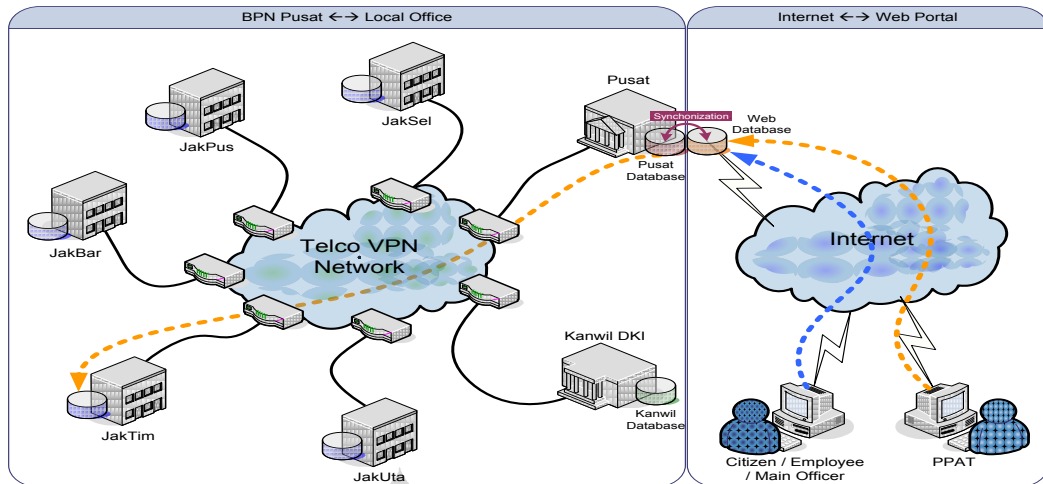 BPN Pusat ←→ Local Office
Internet ←→ Web Portal
JakPus
JakSel
Pusat
Synchonization
Web
Database
Pusat
Database
JakBar
Telco VPN
Network
Internet
Kanwil DKI
Kanwil
Database
JakTim
JakUta
Citizen / Employee
/ Main Officer
PPAT